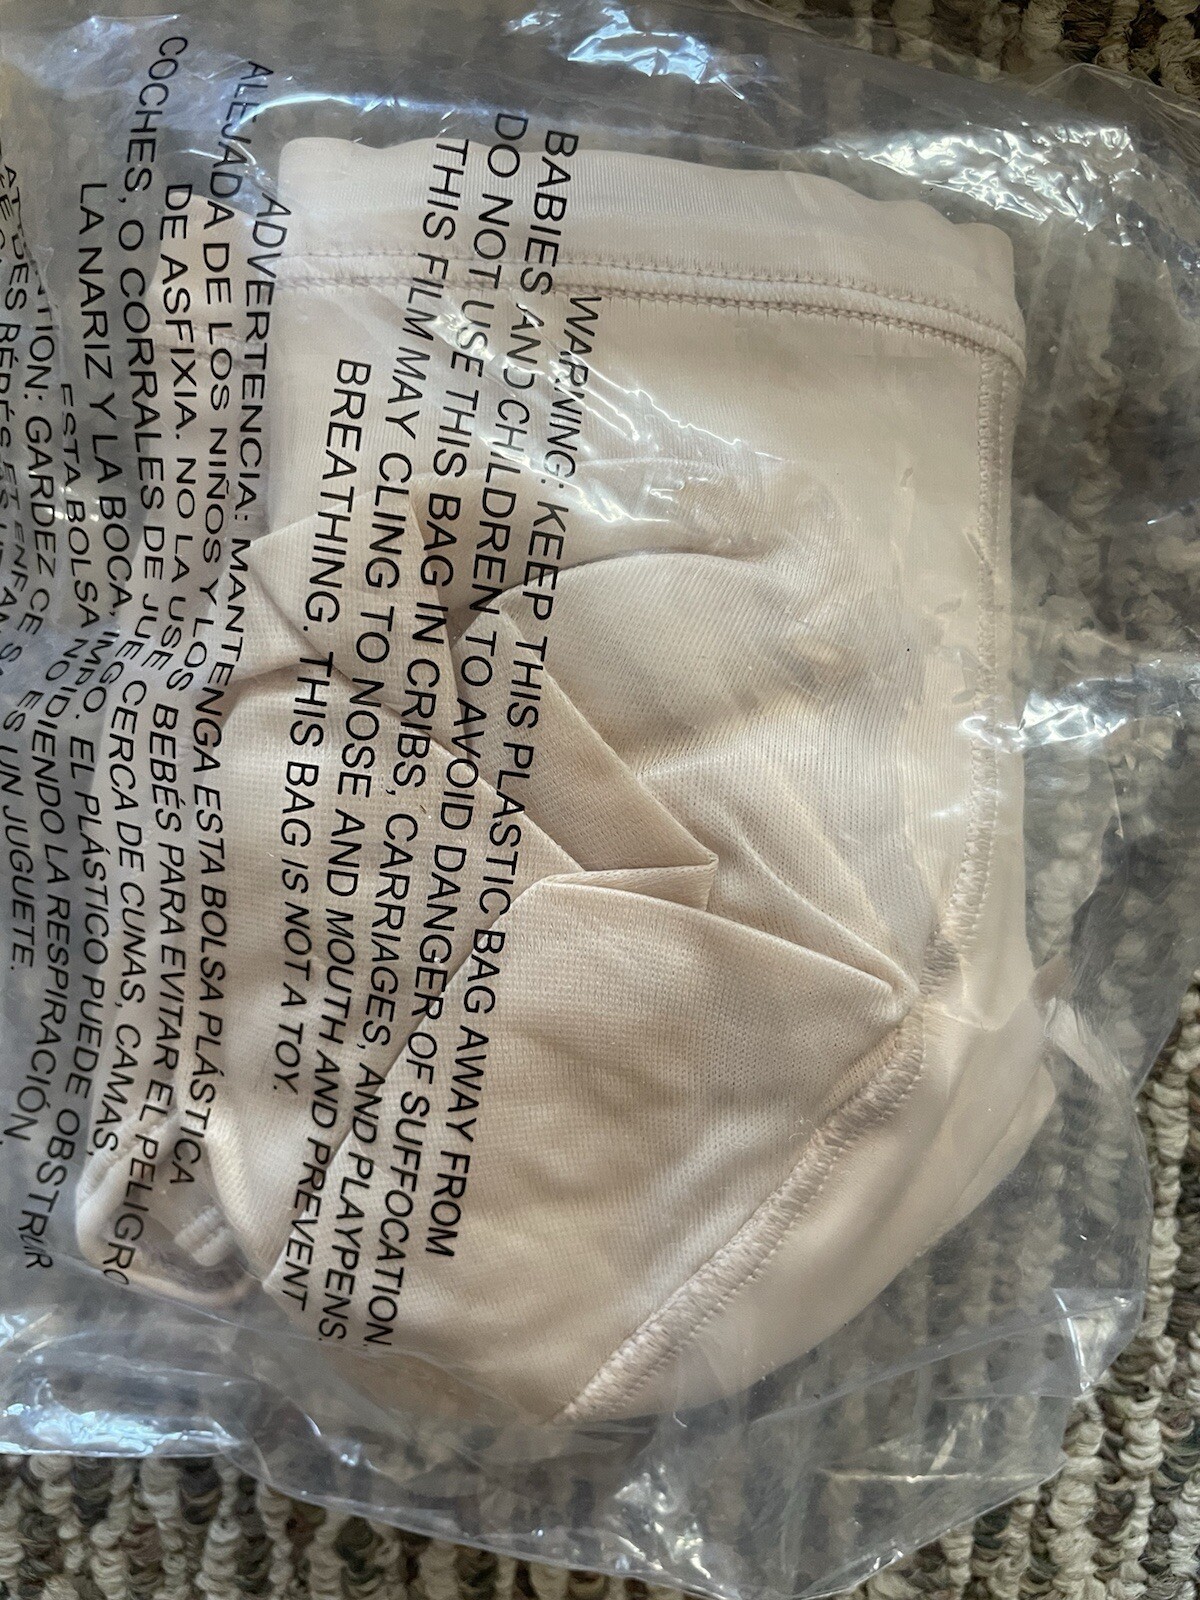 WARNING: KEEP THIS PLASTIC BAG AWAY FROM
BABIES AND CHILDREN TO AVOID DANGER OF SUFFOCATION.
DO NOT USE THIS BAG IN CRIBS, CARRIAGES, AND PLAYPENS.
THIS FILM MAY CLING TO NOSE AND MOUTH AND PREVENT
BREATHING. THIS BAG IS NOT A TOY.
ADVERTENCIA: MANTENGA ESTA BOLSA PLÁSTICA
ALEJADA DE LOS NIÑOS Y LOS BEBÉS PARA EVITAR EL PELIGRO
DE ASFIXIA. NO LA USE CERCA DE CUNAS, CAMAS,
COCHES, O CORRALES DE JUEGO. EL PLÁSTICO PUEDE OBSTRUIR
LA NARIZ Y LA BOCA, IMPIDIENDO LA RESPIRACIÓN.
ESTA BOLSA NO ES UN JUGUETE.
GARDEZ CE
BÉBÉS ET